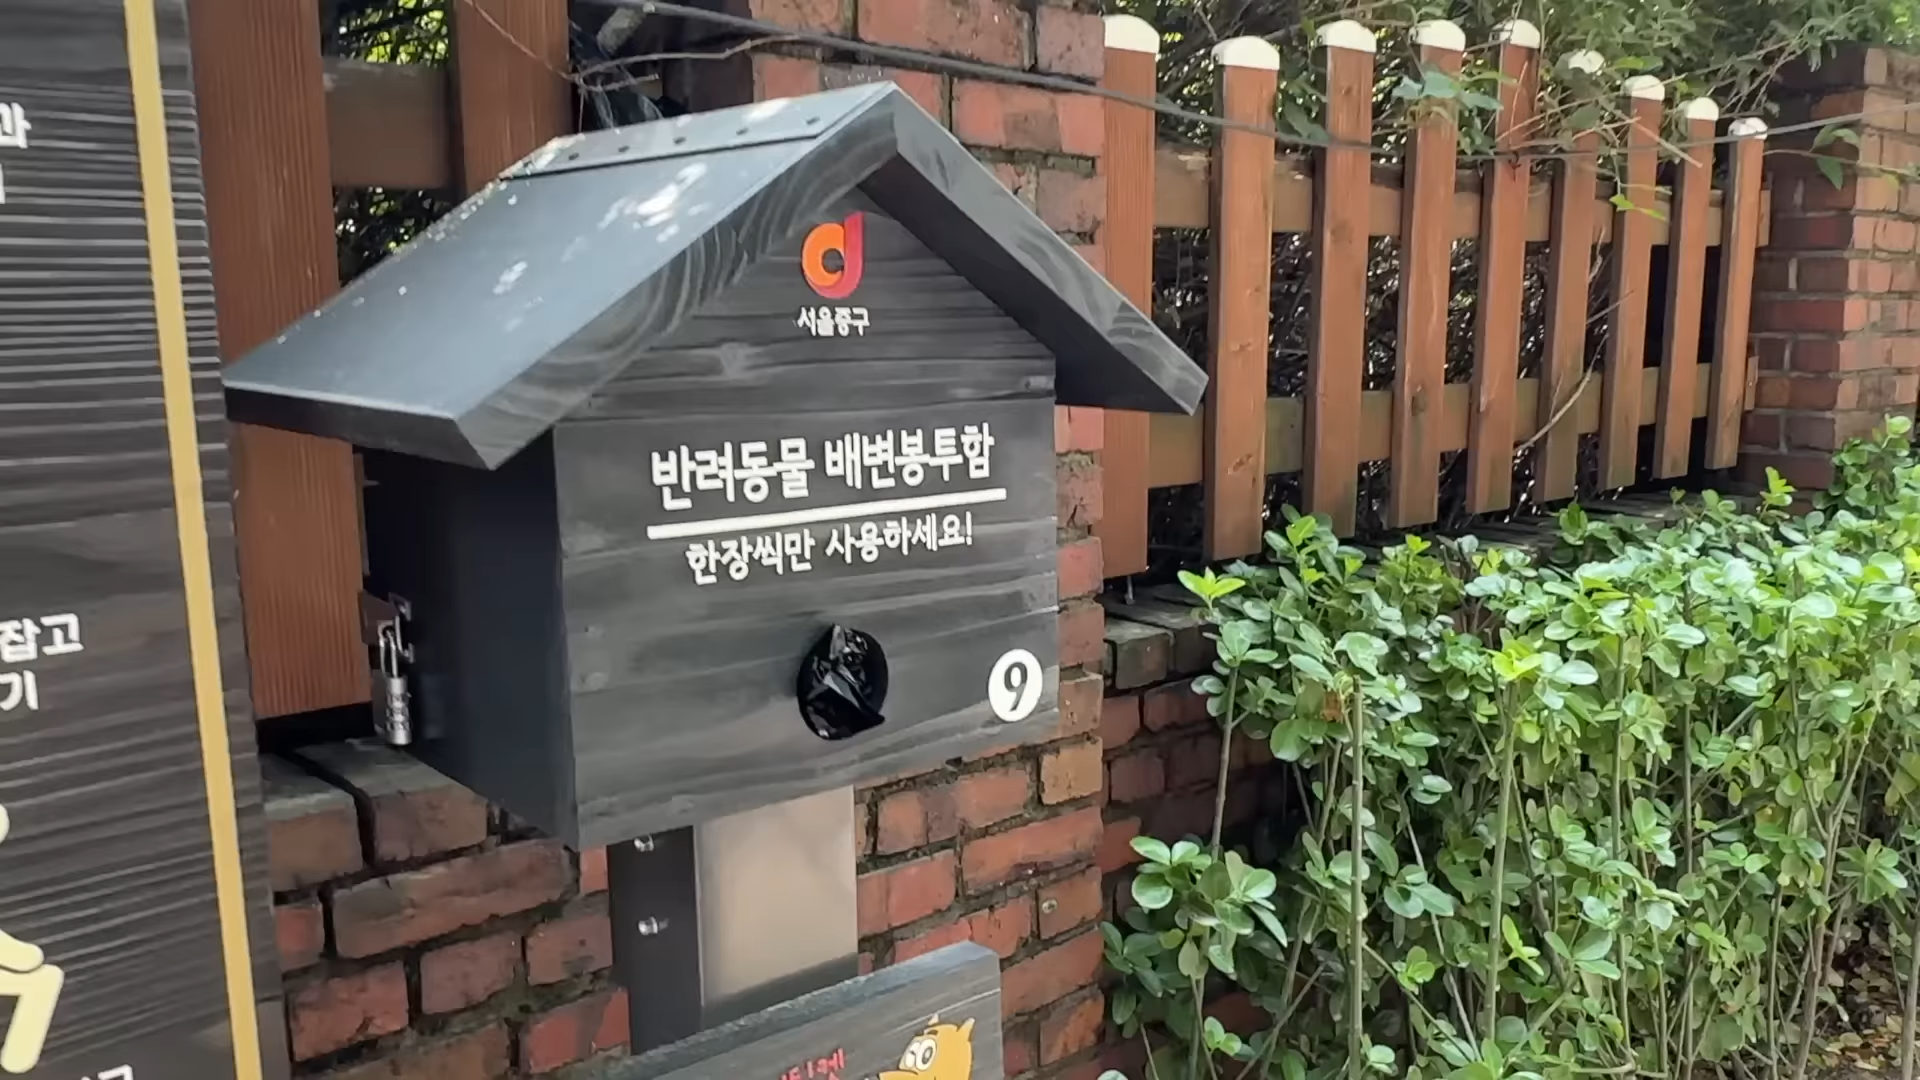 과
잡고
기
서울중구
반려동물 배변봉투함
한장씩만 사용하세요!
9